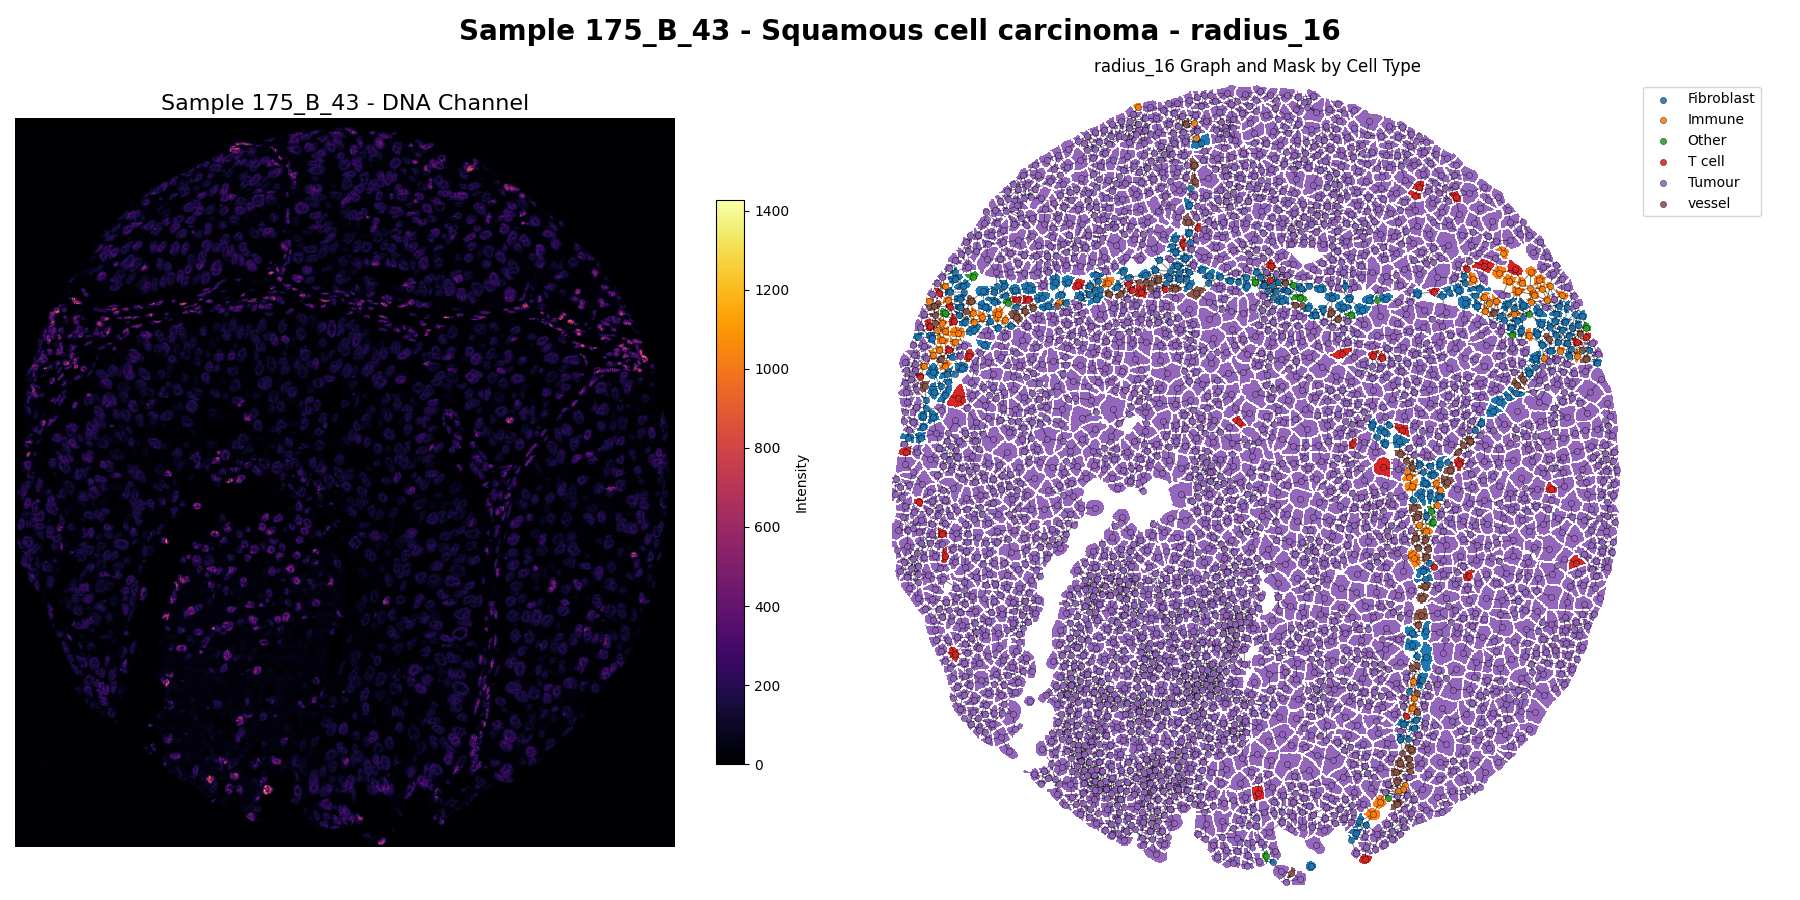 Sample 175_B_43 - Squamous cell carcinoma - radius_16
Sample 175_B_43 - DNA Channel
1400
1200
1000
800
600
400
200
0
Intensity
radius_16 Graph and Mask by Cell Type
Fibroblast
Immune
Other
T cell
Tumour
vessel